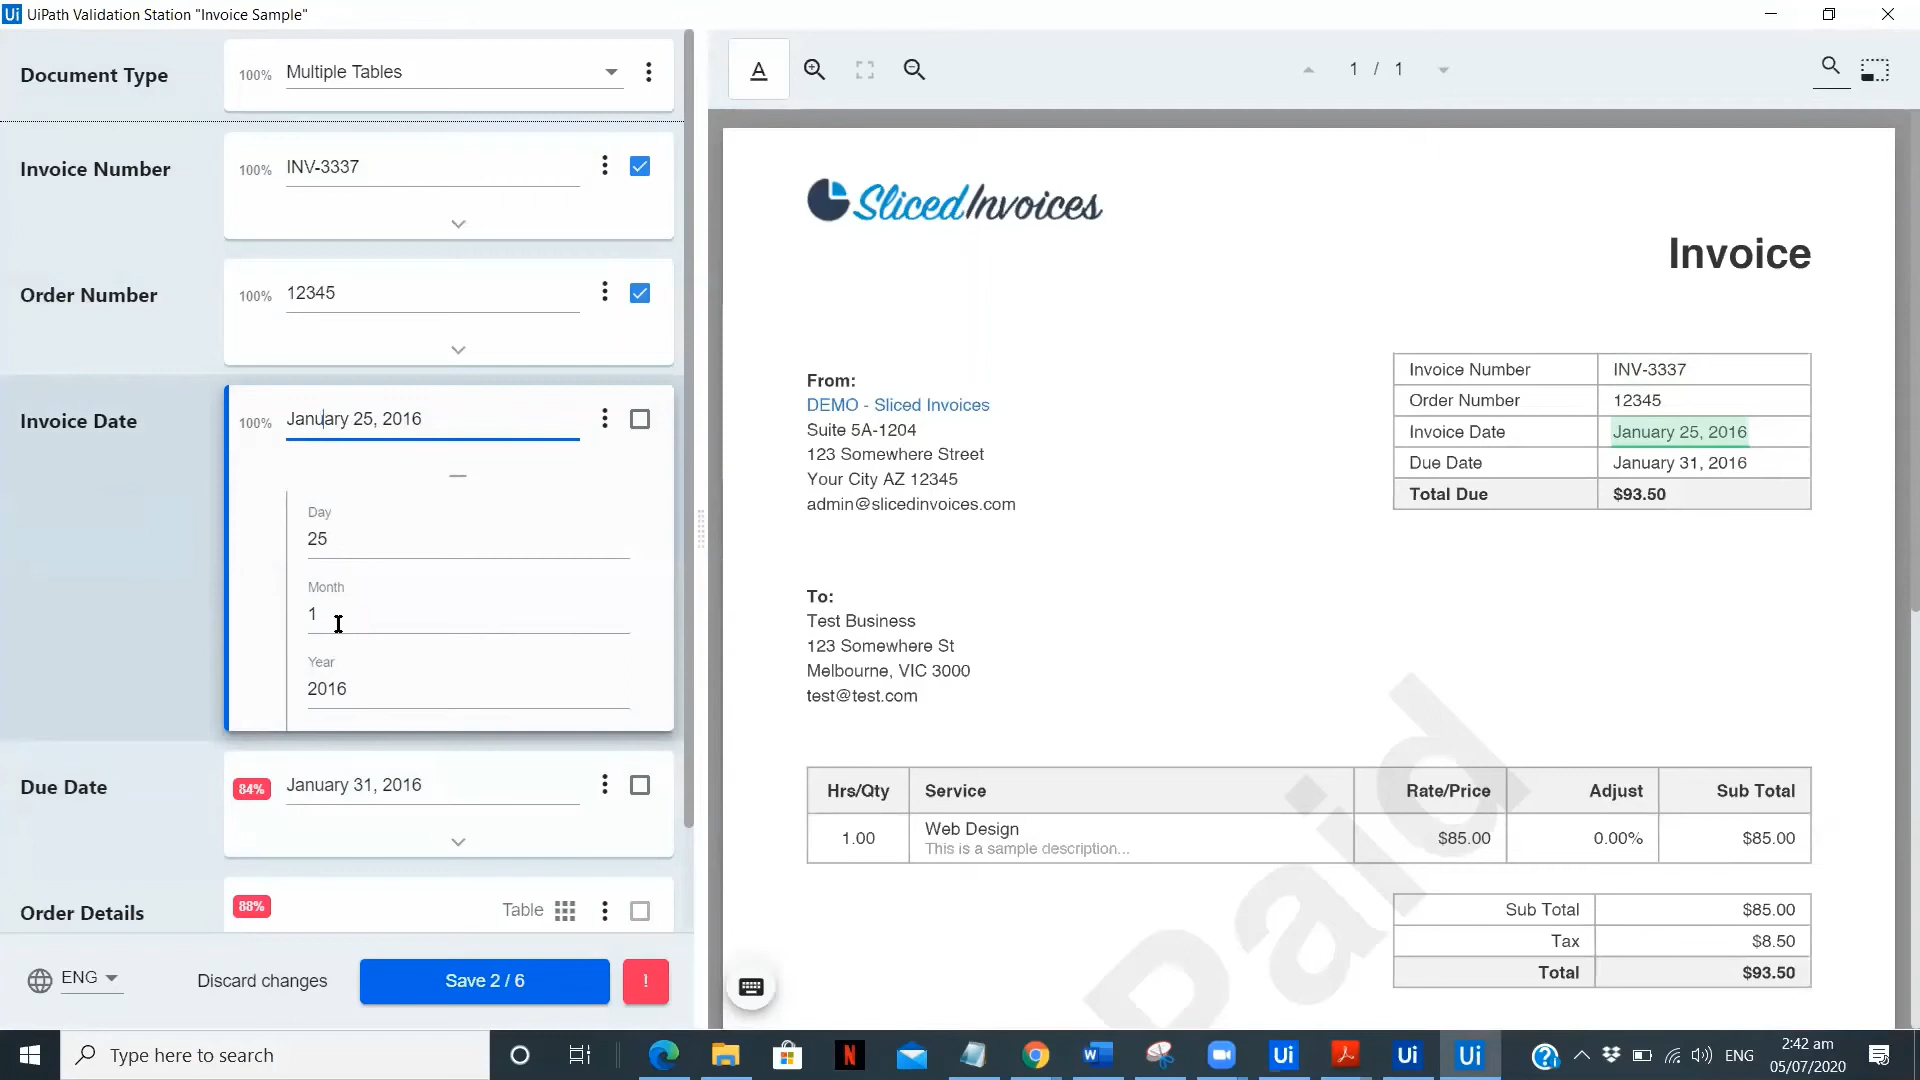 Ui UiPath Validation Station "Invoice Sample"
Document Type
100% Multiple Tables
Invoice Number
100% INV-3337
Order Number
100% 12345
Invoice Date
100% January 25, 2016
Day
25
Month
1
Year
2016
Due Date
84% January 31, 2016
Order Details
88% Table
ENG
Discard changes
Save 2 / 6
!
A
1 / 1
SlicedInvoices
Invoice
From:
DEMO - Sliced Invoices
Suite 5A-1204
123 Somewhere Street
Your City AZ 12345
admin@slicedinvoices.com
Invoice Number INV-3337
Order Number 12345
Invoice Date January 25, 2016
Due Date January 31, 2016
Total Due $93.50
To:
Test Business
123 Somewhere St
Melbourne, VIC 3000
test@test.com
Hrs/Qty Service Rate/Price Adjust Sub Total
1.00 Web Design $85.00 0.00% $85.00
This is a sample description...
Sub Total $85.00
Tax $8.50
Total $93.50
Paid
Type here to search
N
W
Ui
Ui
Ui
?
ENG
2:42 am
05/07/2020